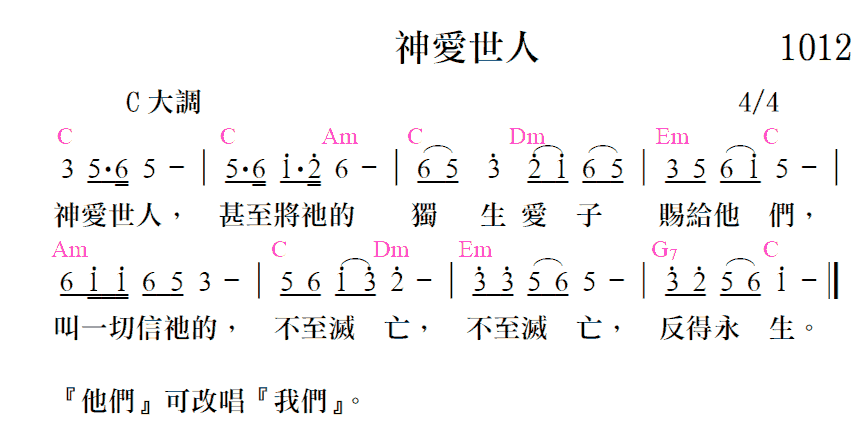 神愛世人 1012
C 大調 4/4
C C Am C Dm Em C
3 5·6 5 － | 5·6 i·2̇ 6 － | 6 5 3̇ 2̇ i 6 5 | 3 5 6 i 5 － |
神愛世人， 甚至將祂的 獨 生 愛 子 賜給他 們，
Am C Dm Em G7 C
6 i i 6 5 3 － | 5 6 i 3̇ 2̇ － | 3̇ 3̇ 5 6 5 － | 3̇ 2̇ 5 6 i － ‖
叫一切信祂的， 不至滅 亡， 不至滅 亡， 反得永 生。
『他們』可改唱『我們』。